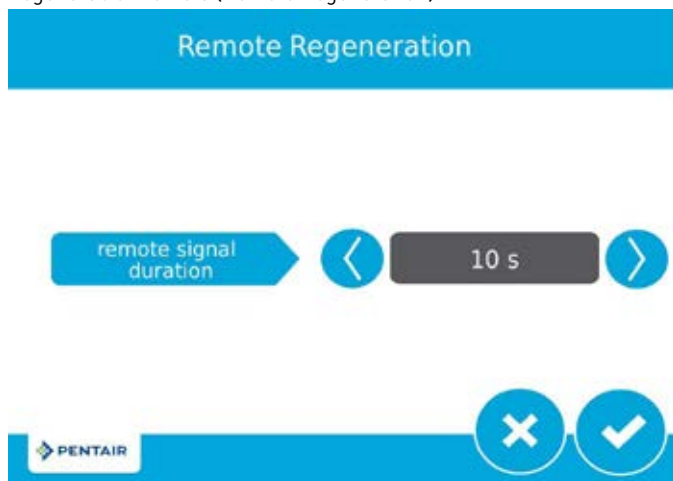 Remote Regeneration
remote signal
duration
10 s
PENTAIR